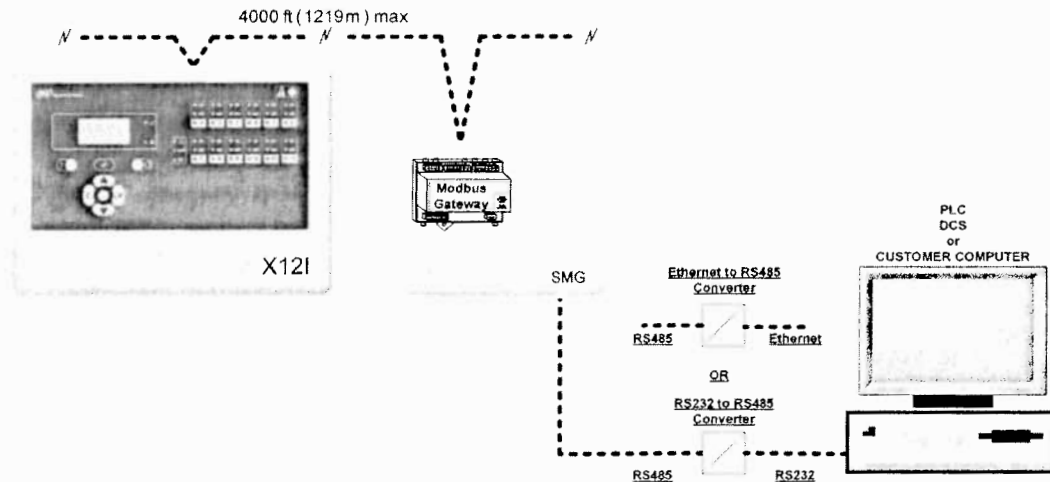 4000 ft (1219m) max
X12I
Modbus
Gateway
SMG
PLC
DCS
or
CUSTOMER COMPUTER
Ethernet to RS485
Converter
RS485
Ethernet
OR
RS232 to RS485
Converter
RS485
RS232